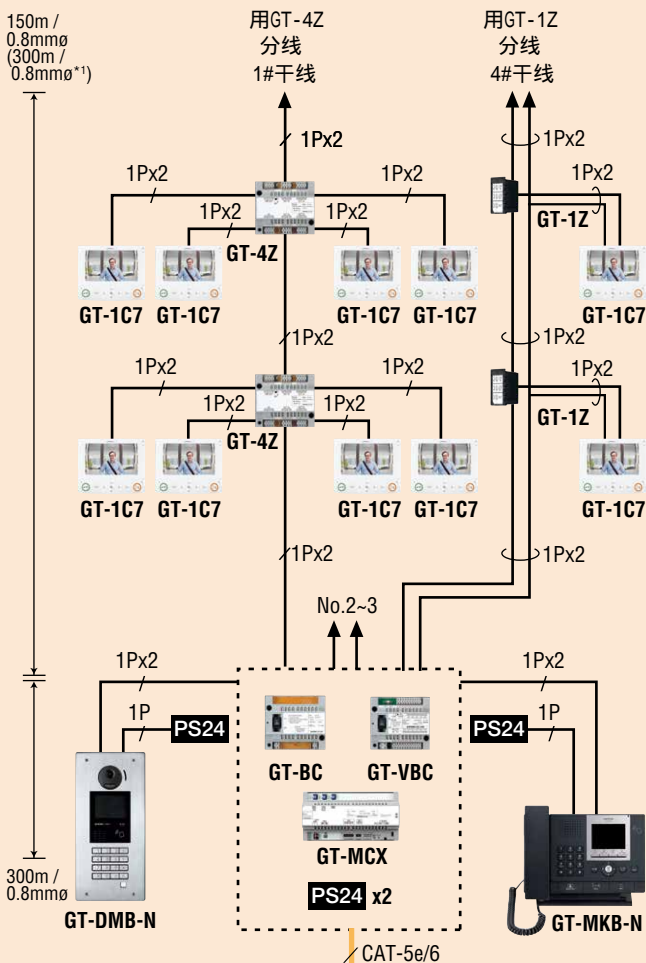 150m /
0.8mmø
(300m /
0.8mmø*1)
用GT-4Z
分线
1#干线
用GT-1Z
分线
4#干线
1Px2
1Px2
1Px2
1Px2
1Px2
1Px2
1Px2
GT-4Z
GT-1Z
GT-1C7
GT-1C7
GT-1C7
GT-1C7
GT-1C7
1Px2
1Px2
1Px2
1Px2
1Px2
1Px2
1Px2
GT-4Z
GT-1Z
GT-1C7
GT-1C7
GT-1C7
GT-1C7
GT-1C7
1Px2
1Px2
No.2~3
1Px2
1Px2
1P
PS24
PS24
1P
GT-BC
GT-VBC
GT-MCX
PS24 x2
300m /
0.8mmø
GT-DMB-N
GT-MKB-N
CAT-5e/6